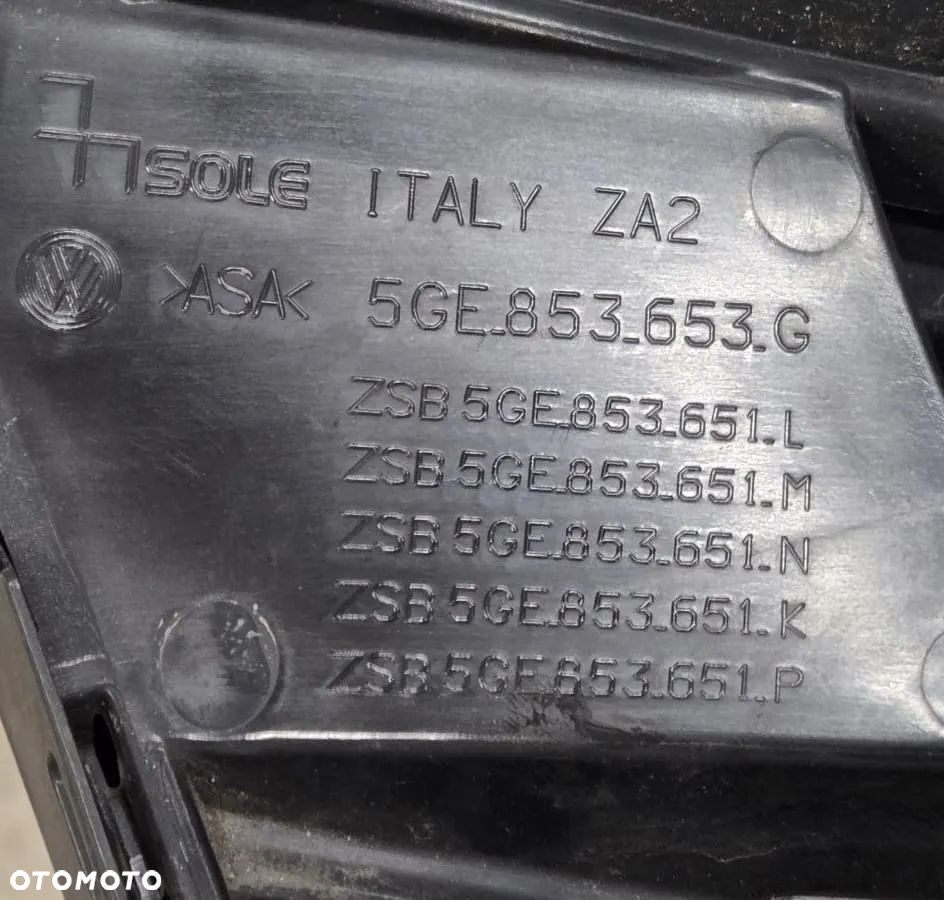 SOLE ITALY ZA2
VW >ASA< 5GE.853.653.G
ZSB 5GE.853.651.L
ZSB 5GE.853.651.M
ZSB 5GE.853.651.N
ZSB 5GE.853.651.K
ZSB 5GE.853.651.P
OTOMOTO